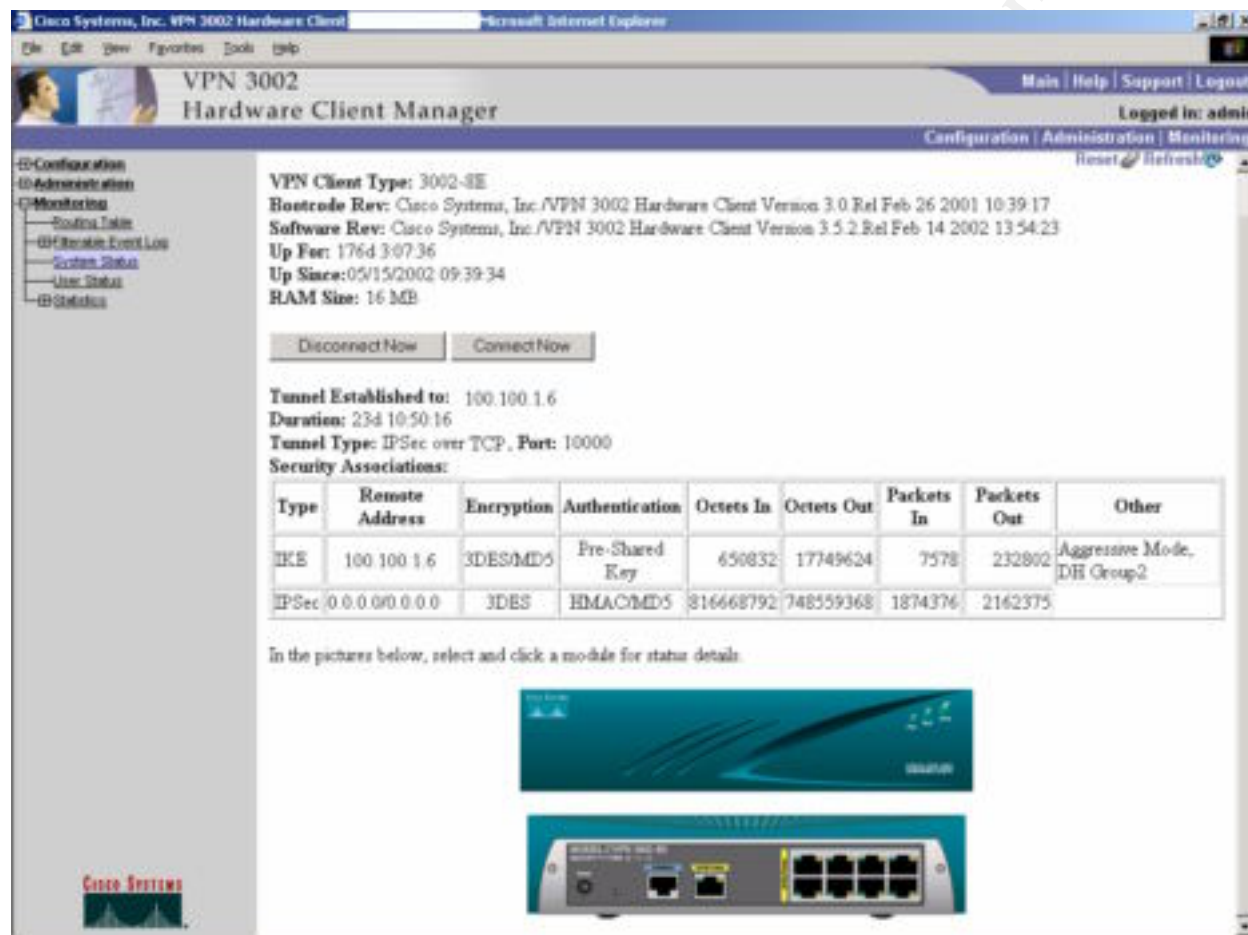 Cisco Systems, Inc. VPN 3002 Hardware Client
Microsoft Internet Explorer
File Edit View Favorites Tools Help
VPN 3002
Hardware Client Manager
Main | Help | Support | Logout
Logged in: admi
Configuration | Administration | Monitoring
Configuration
Administration
Monitoring
Routing Table
Filterable Event Log
System Status
User Status
Statistics
Reset Refresh
VPN Client Type: 3002-8E
Bootcode Rev: Cisco Systems, Inc./VPN 3002 Hardware Client Version 3.0.Rel Feb 26 2001 10:39:17
Software Rev: Cisco Systems, Inc./VPN 3002 Hardware Client Version 3.5.2.Rel Feb 14 2002 13:54:23
Up For: 176d 3:07:36
Up Since:05/15/2002 09:39:34
RAM Size: 16 MB
Disconnect Now Connect Now
Tunnel Established to: 100.100.1.6
Duration: 23d 10:50:16
Tunnel Type: IPSec over TCP, Port: 10000
Security Associations:
Type Remote Address Encryption Authentication Octets In Octets Out Packets In Packets Out Other
IKE 100.100.1.6 3DES/MD5 Pre-Shared Key 650832 17749624 7578 232802 Aggressive Mode, DH Group2
IPSec 0.0.0.0/0.0.0.0 3DES HMAC/MD5 816668792 748559368 1874376 2162375
In the pictures below, select and click a module for status details.
Cisco Systems